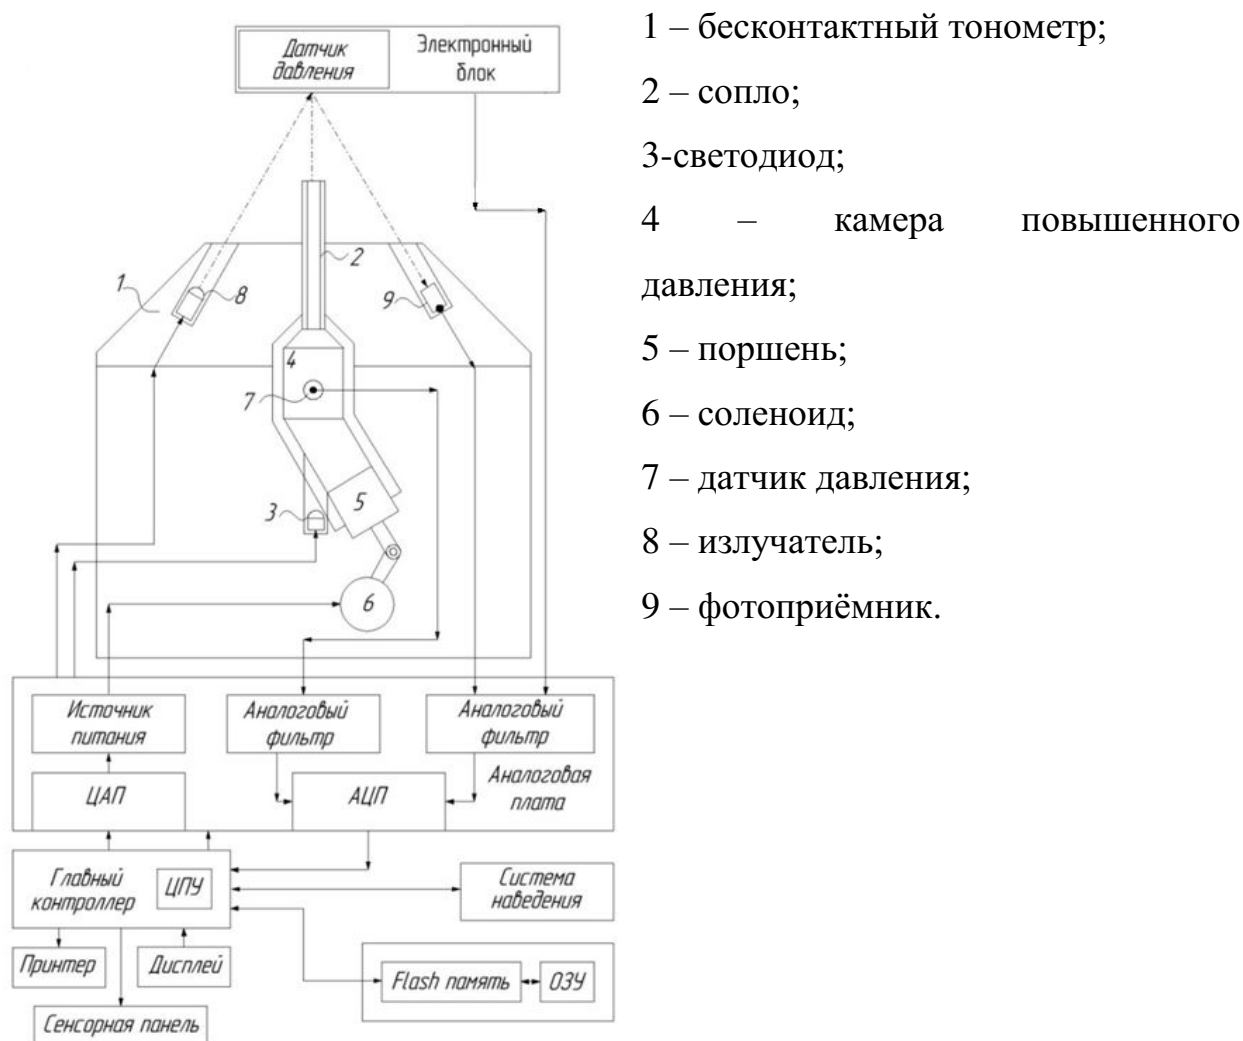 Датчик
давления
Электронный
блок
1
8
2
9
4
7
3
5
6
Источник
питания
Аналоговый
фильтр
Аналоговый
фильтр
ЦАП
АЦП
Аналоговая
плата
Главный
контроллер
ЦПУ
Система
наведения
Принтер
Дисплей
Flash память
ОЗУ
Сенсорная панель
1 – бесконтактный тонометр;
2 – сопло;
3-светодиод;
4 – камера повышенного
давления;
5 – поршень;
6 – соленоид;
7 – датчик давления;
8 – излучатель;
9 – фотоприёмник.